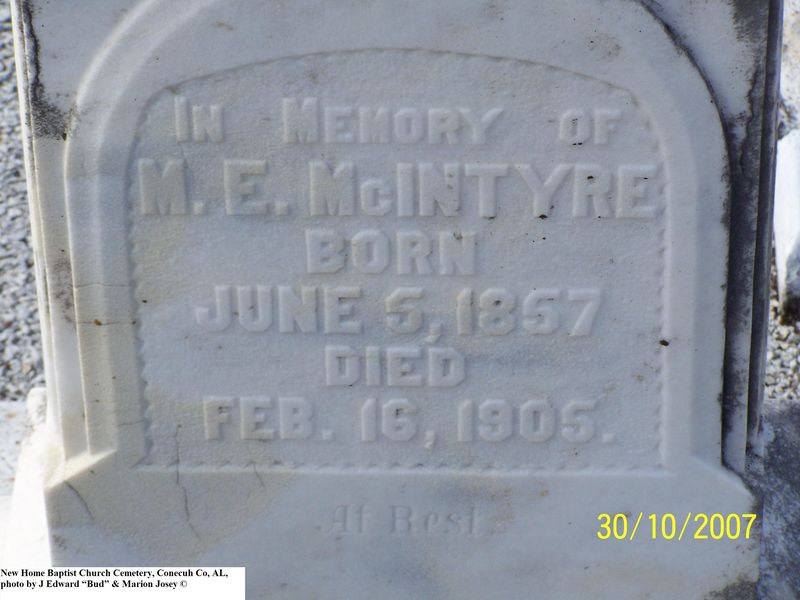 In Memory of
M. E. McINTYRE
BORN
JUNE 5, 1857
DIED
FEB. 16, 1905.
At Rest
30/10/2007
New Home Baptist Church Cemetery, Conecuh Co, AL,
photo by J Edward “Bud” & Marion Josey ©